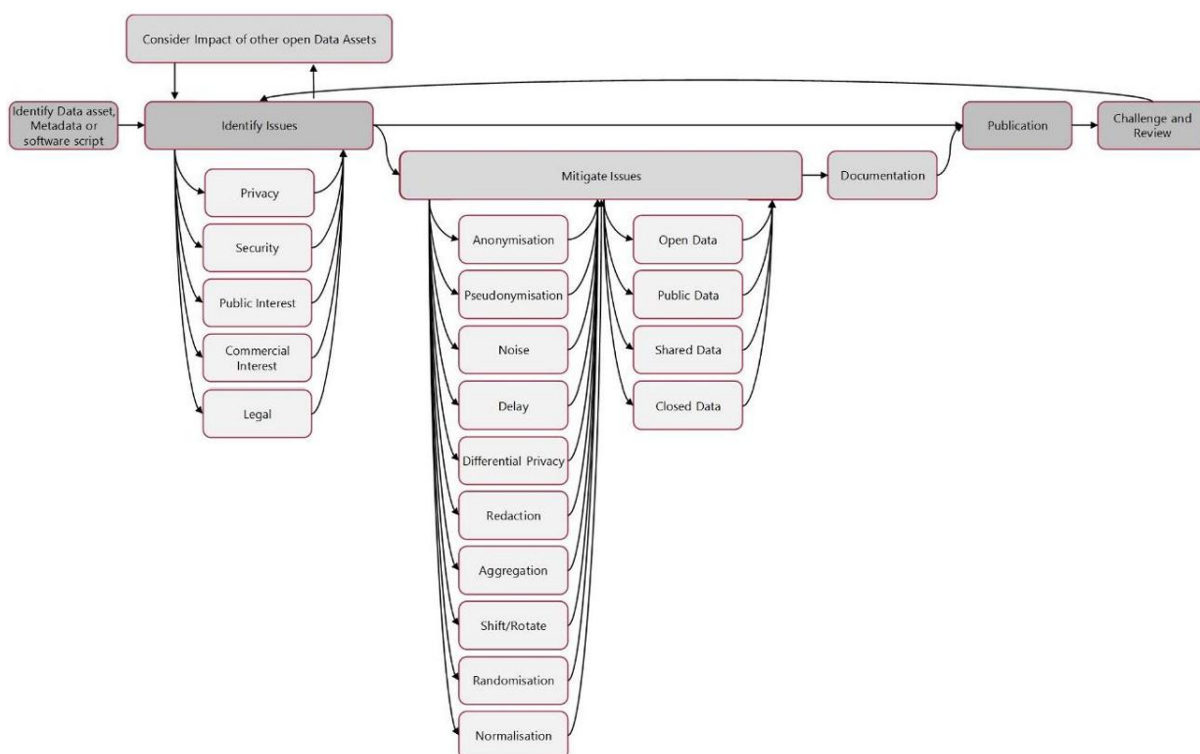 Consider Impact of other open Data Assets
Identify Data asset,
Metadata or
software script
Identify Issues
Publication
Challenge and
Review
Mitigate Issues
Documentation
Privacy
Security
Public Interest
Commercial
Interest
Legal
Anonymisation
Pseudonymisation
Noise
Delay
Differential Privacy
Redaction
Aggregation
Shift/Rotate
Randomisation
Normalisation
Open Data
Public Data
Shared Data
Closed Data